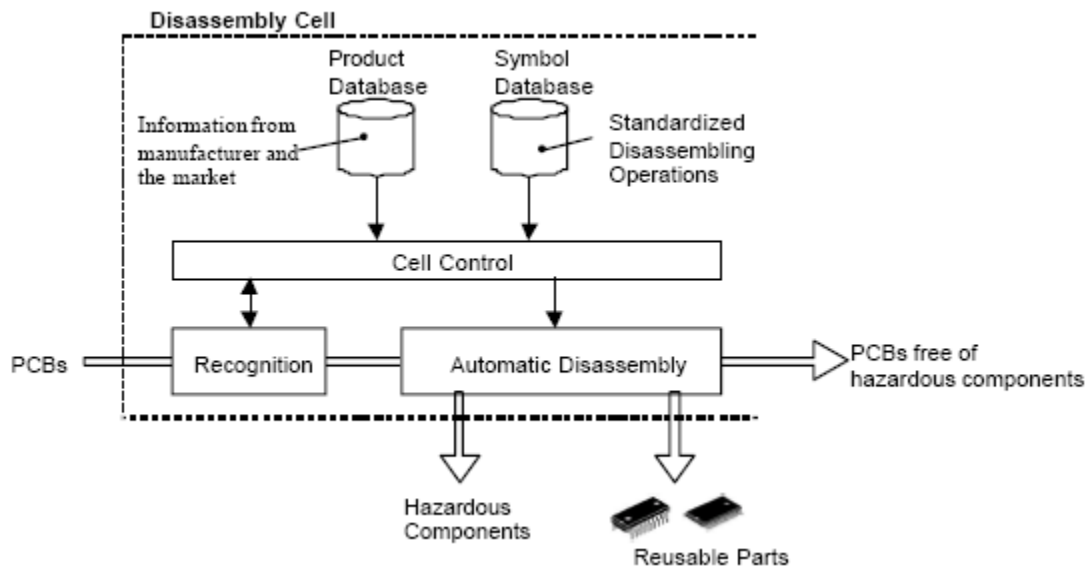 Disassembly Cell
Product
Database
Symbol
Database
Information from
manufacturer and
the market
Standardized
Disassembling
Operations
Cell Control
PCBs
Recognition
Automatic Disassembly
PCBs free of
hazardous components
Hazardous
Components
Reusable Parts